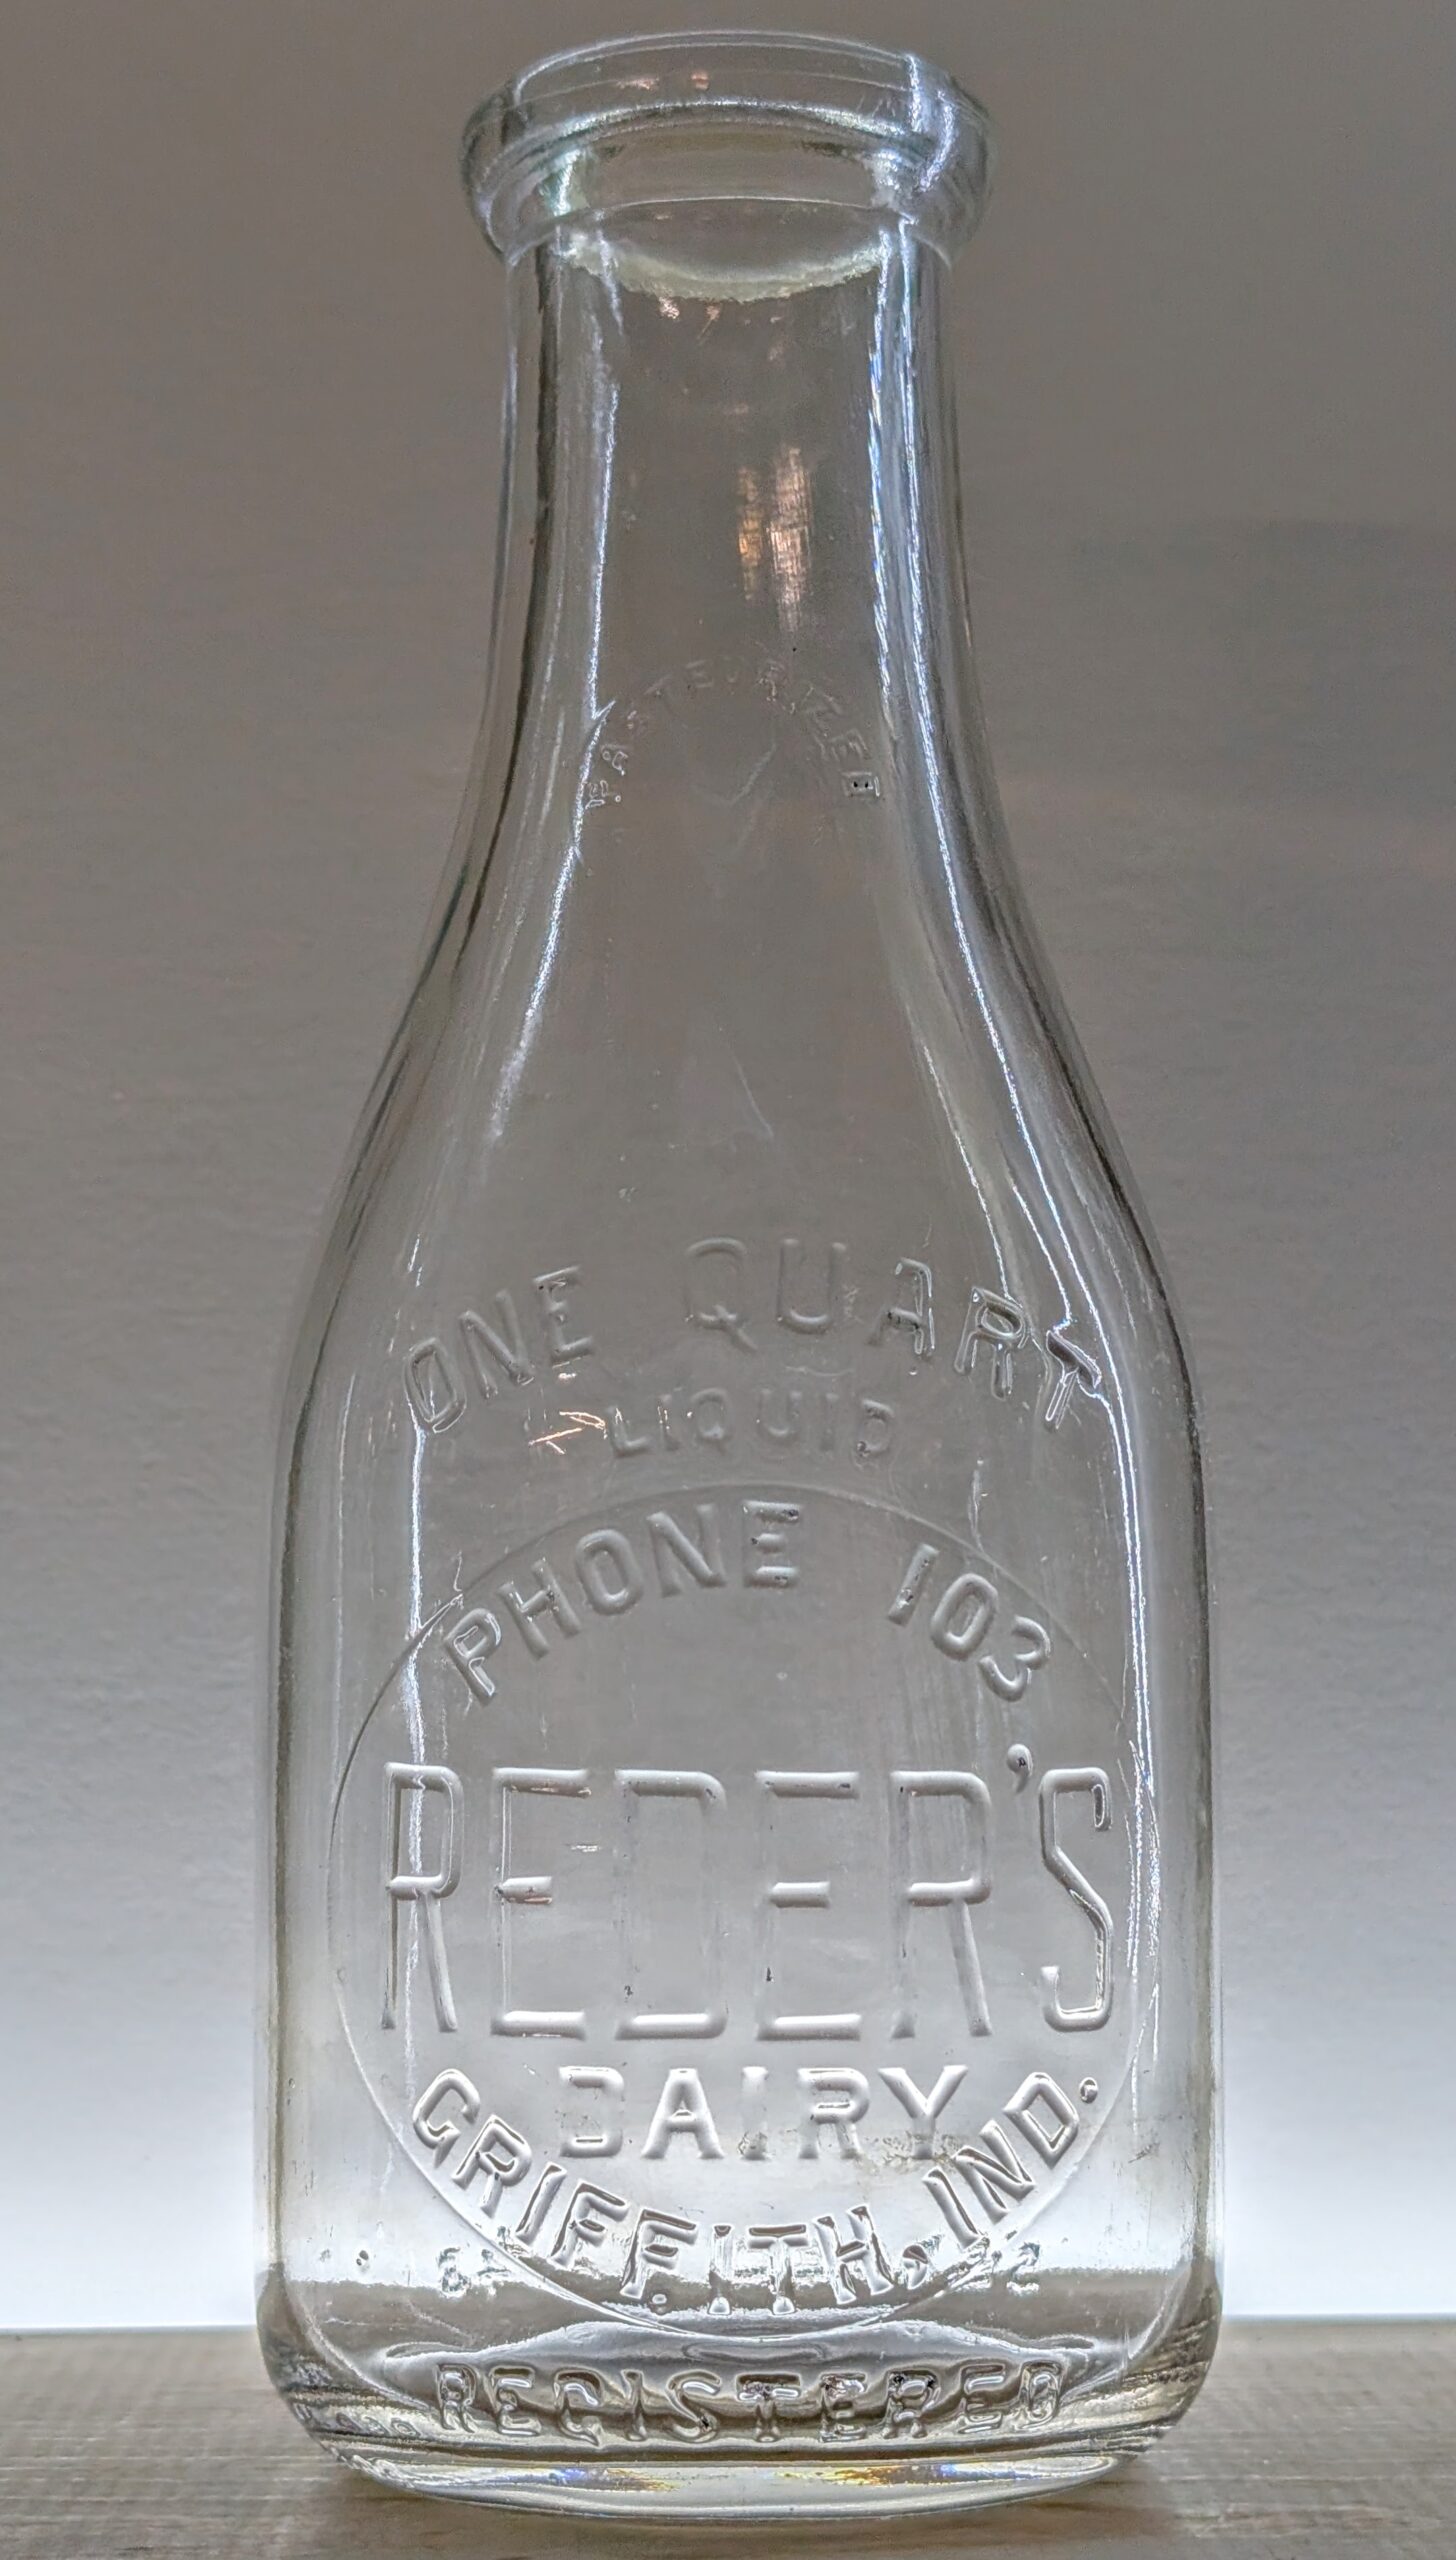 PASTEURIZED
ONE QUART
LIQUID
PHONE 103
REDER'S
DAIRY
GRIFFITH, IND.
REGISTERED